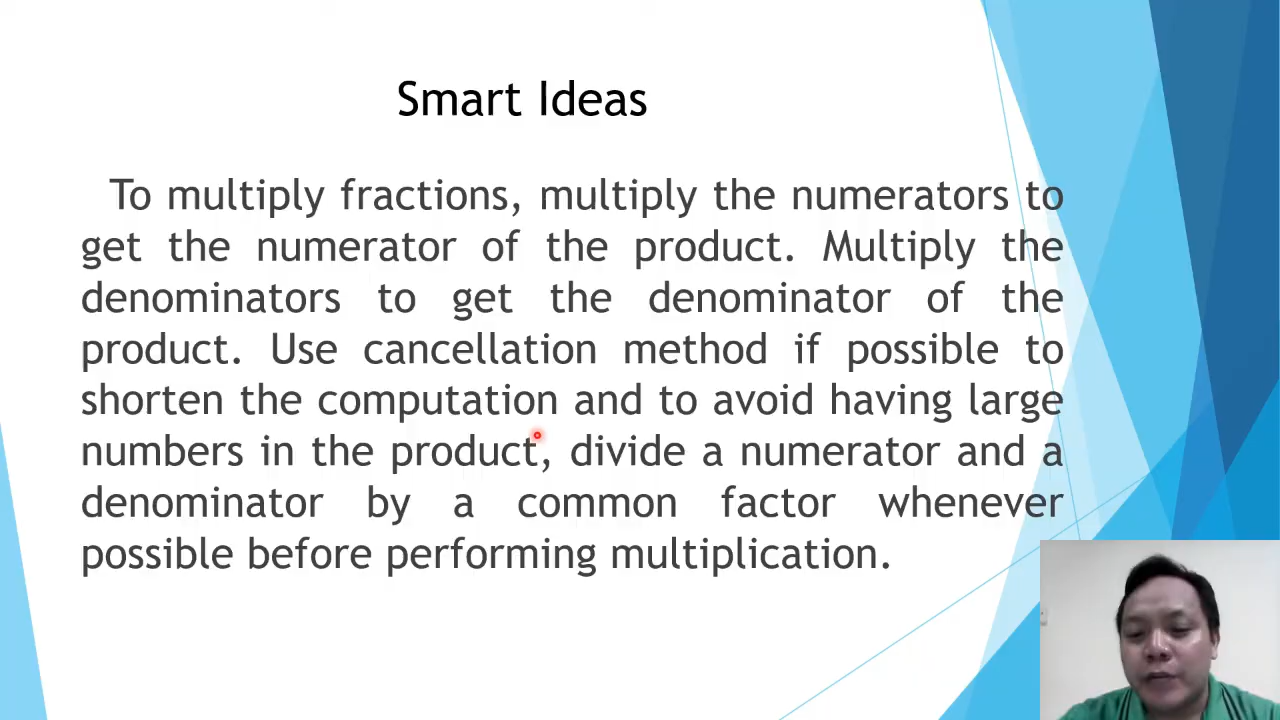 Smart Ideas
To multiply fractions, multiply the numerators to
get the numerator of the product. Multiply the
denominators to get the denominator of the
product. Use cancellation method if possible to
shorten the computation and to avoid having large
numbers in the product, divide a numerator and a
denominator by a common factor whenever
possible before performing multiplication.